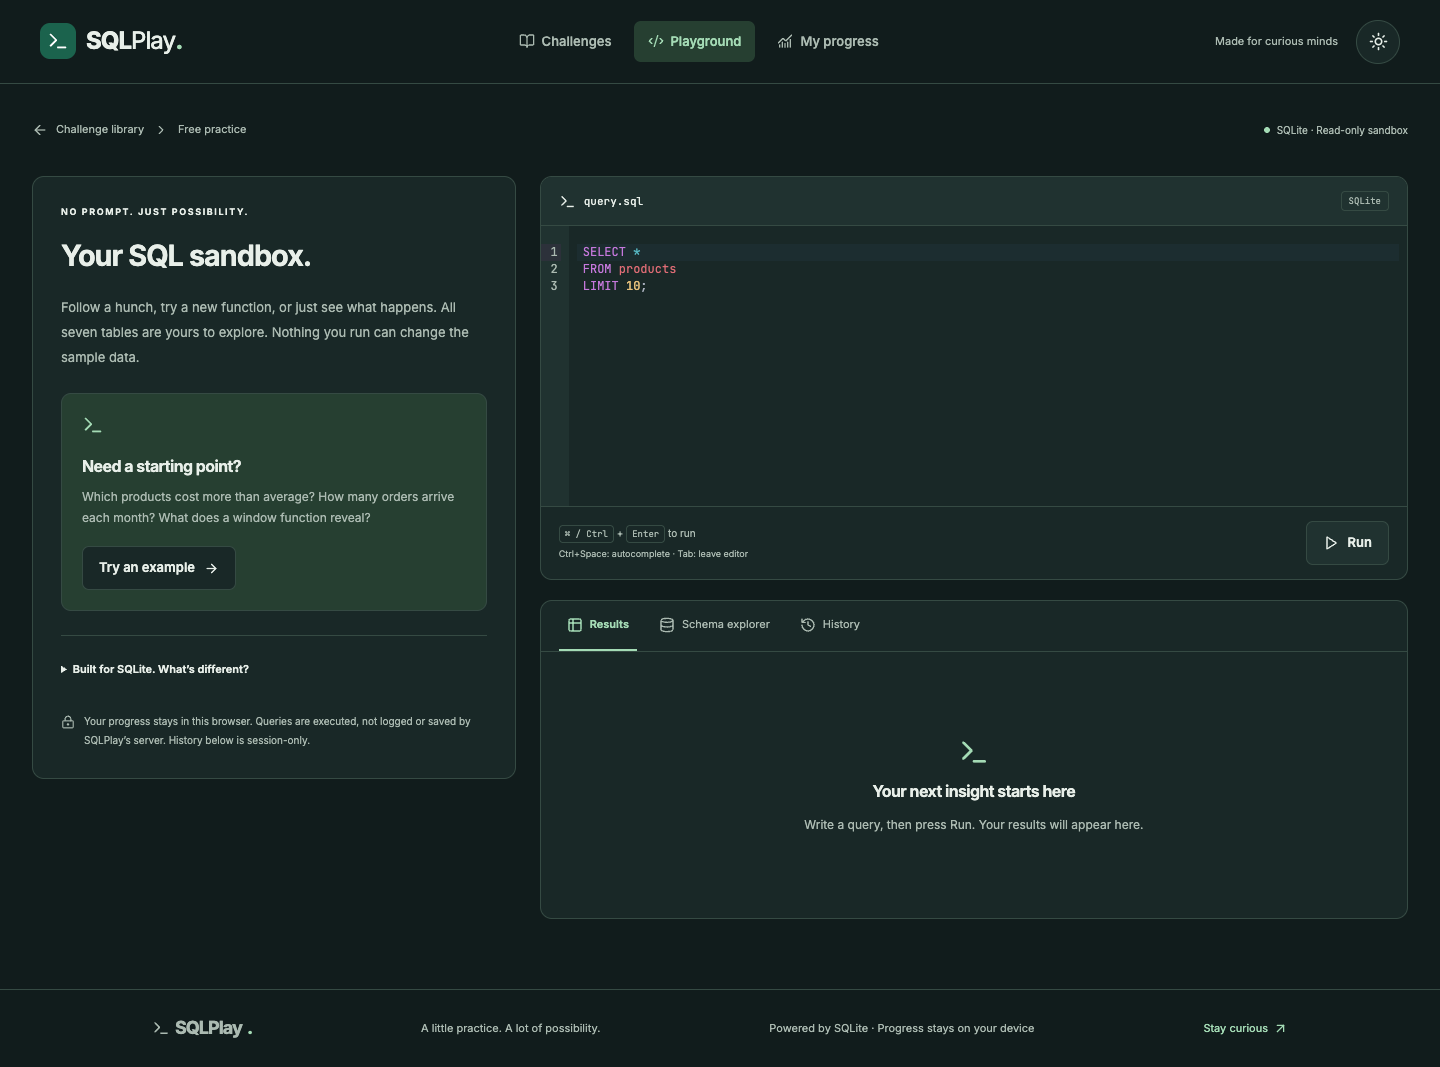 SQLPlay.
Challenges
Playground
My progress
Made for curious minds
Challenge library
Free practice
SQLite · Read-only sandbox
NO PROMPT. JUST POSSIBILITY.
Your SQL sandbox.
Follow a hunch, try a new function, or just see what happens. All
seven tables are yours to explore. Nothing you run can change the
sample data.
Need a starting point?
Which products cost more than average? How many orders arrive
each month? What does a window function reveal?
Try an example
Built for SQLite. What's different?
Your progress stays in this browser. Queries are executed, not logged or saved by
SQLPlay's server. History below is session-only.
query.sql
SQLite
1 SELECT *
2 FROM products
3 LIMIT 10;
⌘ / Ctrl + Enter to run
Ctrl+Space: autocomplete · Tab: leave editor
Run
Results
Schema explorer
History
Your next insight starts here
Write a query, then press Run. Your results will appear here.
SQLPlay .
A little practice. A lot of possibility.
Powered by SQLite · Progress stays on your device
Stay curious